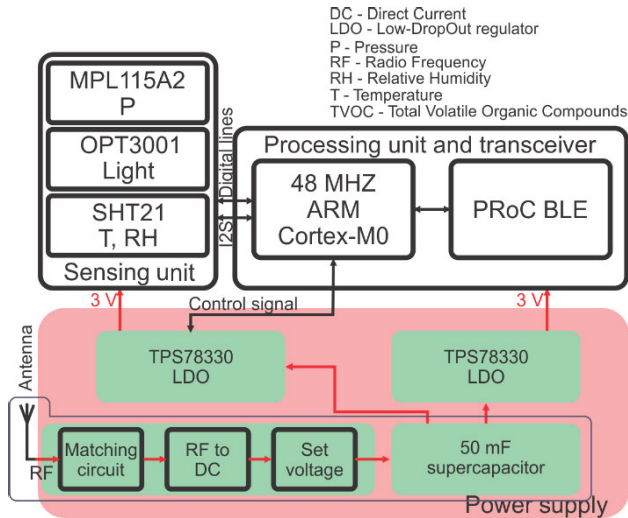 DC - Direct Current
LDO - Low-DropOut regulator
P - Pressure
RF - Radio Frequency
RH - Relative Humidity
T - Temperature
TVOC - Total Volatile Organic Compounds
MPL115A2
P
OPT3001
Light
SHT21
T, RH
Sensing unit
Digital lines
I2S
Processing unit and transceiver
48 MHZ
ARM
Cortex-M0
PRoC BLE
3 V
Control signal
3 V
TPS78330
LDO
TPS78330
LDO
Antenna
RF
Matching
circuit
RF to
DC
Set
voltage
50 mF
supercapacitor
Power supply